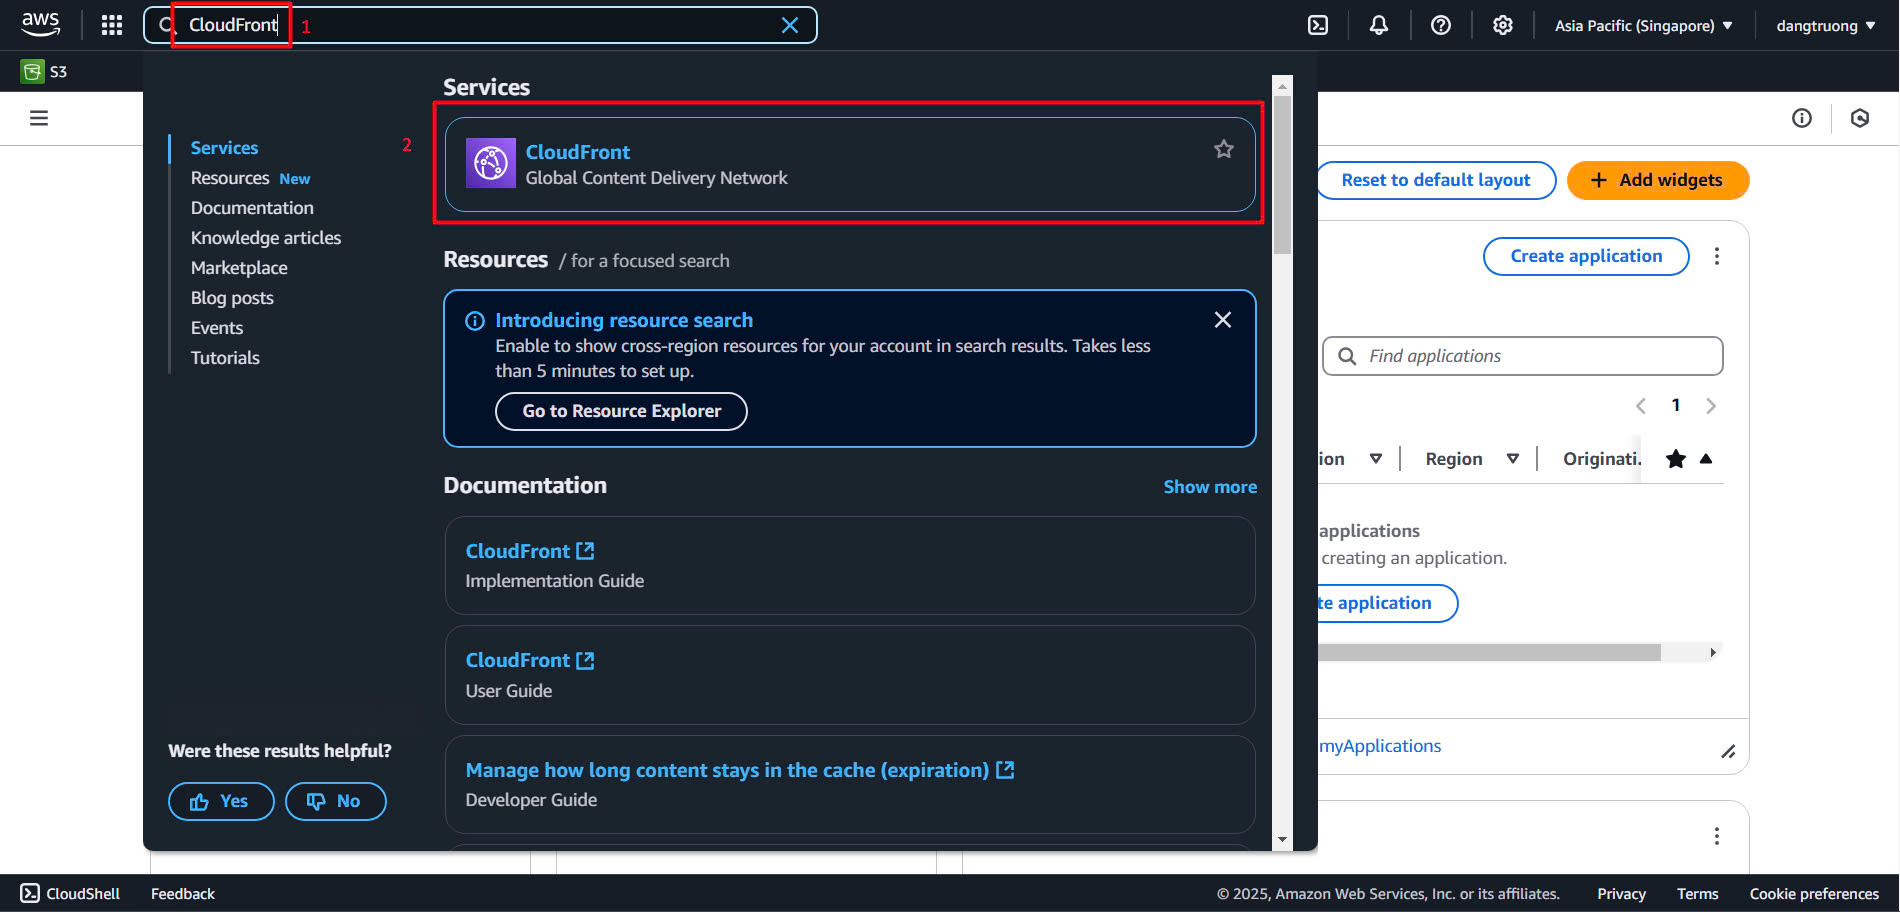 aws
CloudFront
1
Asia Pacific (Singapore)
dangtruong
S3
Services
Resources New
Documentation
Knowledge articles
Marketplace
Blog posts
Events
Tutorials
2
Services
CloudFront
Global Content Delivery Network
Resources / for a focused search
Introducing resource search
Enable to show cross-region resources for your account in search results. Takes less
than 5 minutes to set up.
Go to Resource Explorer
Documentation
Show more
CloudFront
Implementation Guide
CloudFront
User Guide
Manage how long content stays in the cache (expiration)
Developer Guide
Were these results helpful?
Yes
No
Reset to default layout
+ Add widgets
Create application
Find applications
1
ion
Region
Originati.
applications
creating an application.
te application
myApplications
CloudShell
Feedback
© 2025, Amazon Web Services, Inc. or its affiliates.
Privacy
Terms
Cookie preferences